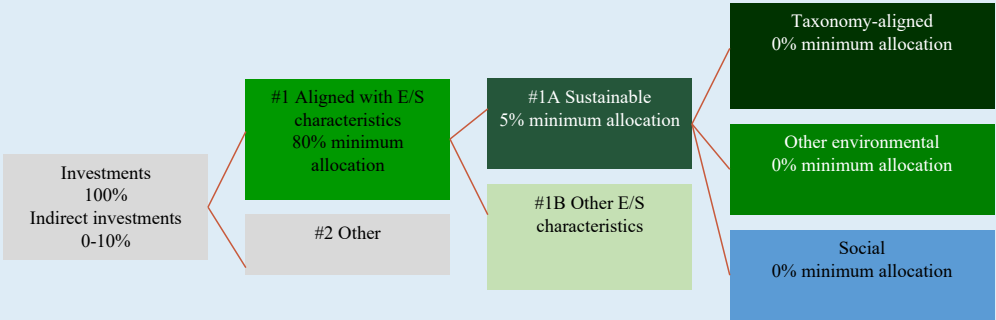 Investments
100%
Indirect investments
0-10%
#1 Aligned with E/S
characteristics
80% minimum
allocation
#2 Other
#1A Sustainable
5% minimum allocation
#1B Other E/S
characteristics
Taxonomy-aligned
0% minimum allocation
Other environmental
0% minimum allocation
Social
0% minimum allocation